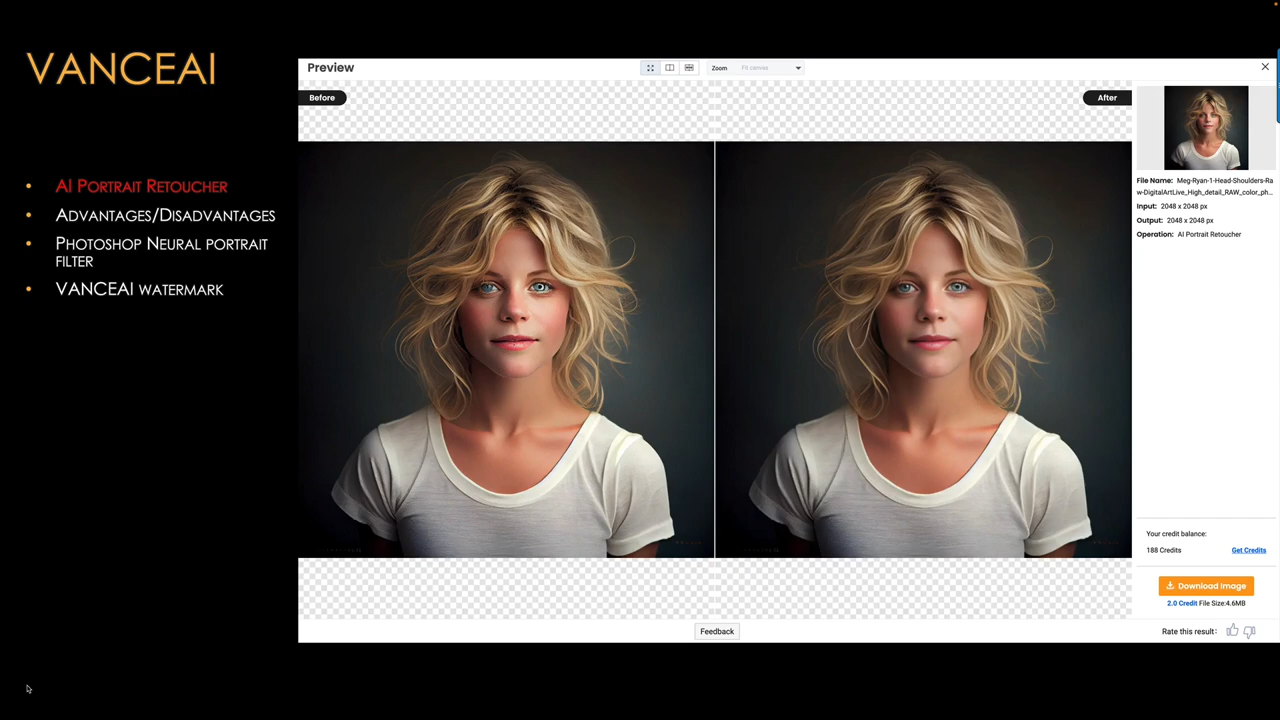 VANCEAI
• AI Portrait Retoucher
• Advantages/Disadvantages
• Photoshop Neural portrait
filter
• VANCEAI watermark
Preview
Zoom Fit canvas
Before
After
File Name: Meg-Ryan-1-Head-Shoulders-Ra
w-DigitalArtLive_High_detail_RAW_color_ph...
Input: 2048 x 2048 px
Output: 2048 x 2048 px
Operation: AI Portrait Retoucher
Your credit balance:
188 Credits Get Credits
Download Image
2.0 Credit File Size:4.6MB
Feedback
Rate this result: